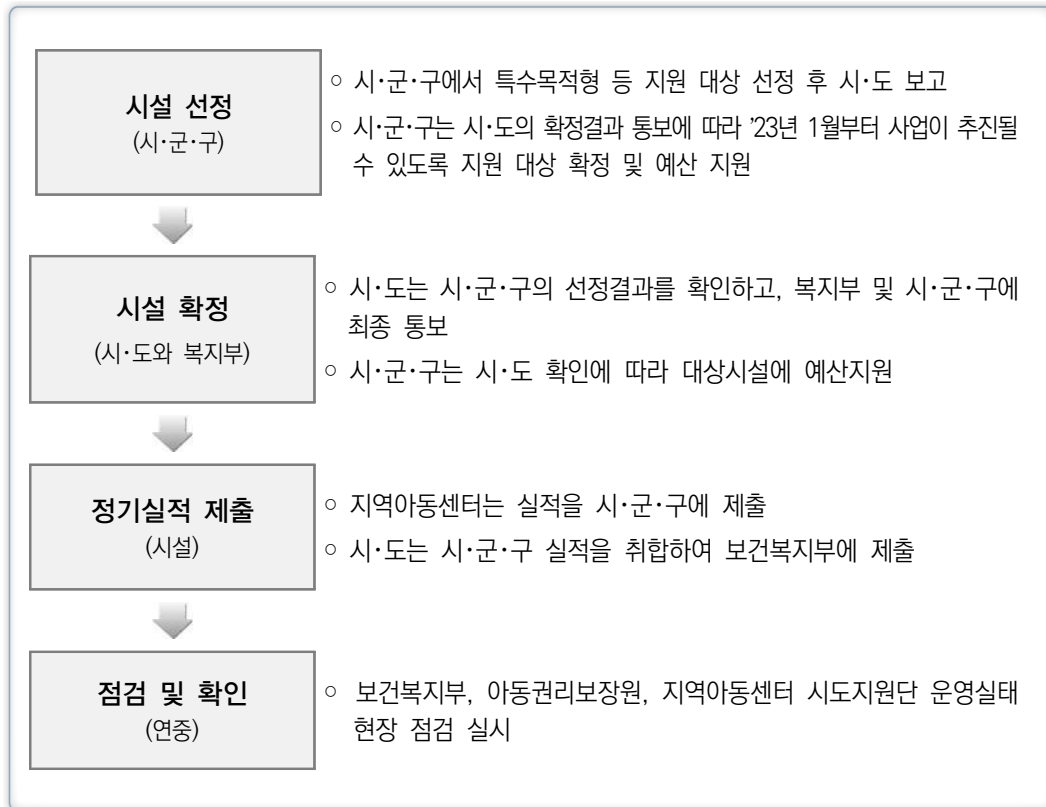 시설 선정
(시·군·구)
○ 시·군·구에서 특수목적형 등 지원 대상 선정 후 시·도 보고
○ 시·군·구는 시·도의 확정결과 통보에 따라 '23년 1월부터 사업이 추진될
수 있도록 지원 대상 확정 및 예산 지원
시설 확정
(시·도와 복지부)
○ 시·도는 시·군·구의 선정결과를 확인하고, 복지부 및 시·군·구에
최종 통보
○ 시·군·구는 시·도 확인에 따라 대상시설에 예산지원
정기실적 제출
(시설)
○ 지역아동센터는 실적을 시·군·구에 제출
○ 시·도는 시·군·구 실적을 취합하여 보건복지부에 제출
점검 및 확인
(연중)
○ 보건복지부, 아동권리보장원, 지역아동센터 시도지원단 운영실태
현장 점검 실시